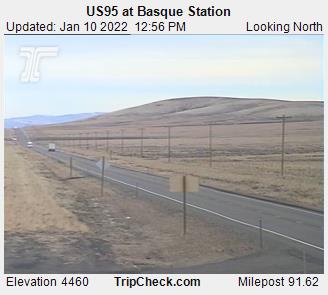 US95 at Basque Station
Updated: Jan 10 2022 12:56 PM Looking North
Elevation 4460 TripCheck.com Milepost 91.62